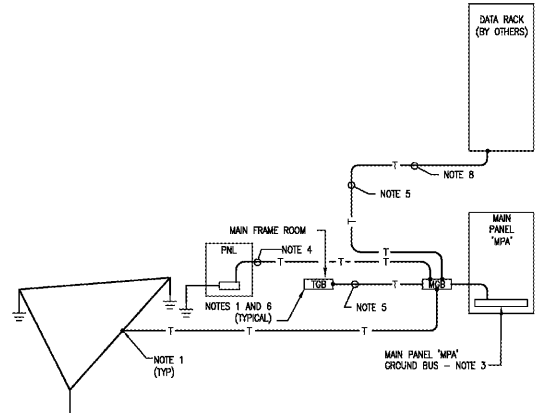 DATA RACK
(BY OTHERS)
T
NOTE 8
NOTE 5
T
MAIN FRAME ROOM
T
MAIN
PANEL
"MPA"
PNL
NOTE 4
T
T
T
TGB
T
MGB
NOTES 1 AND 6
(TYPICAL)
NOTE 5
T
T
T
NOTE 1
(TYP)
MAIN PANEL "MPA"
GROUND BUS - NOTE 3